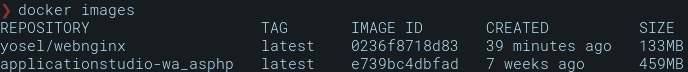 ❯ docker images
REPOSITORY TAG IMAGE ID CREATED SIZE
yosel/webnginx latest 0236f8718d83 39 minutes ago 133MB
applicationstudio-wa_asphp latest e739bc4dbfad 7 weeks ago 459MB